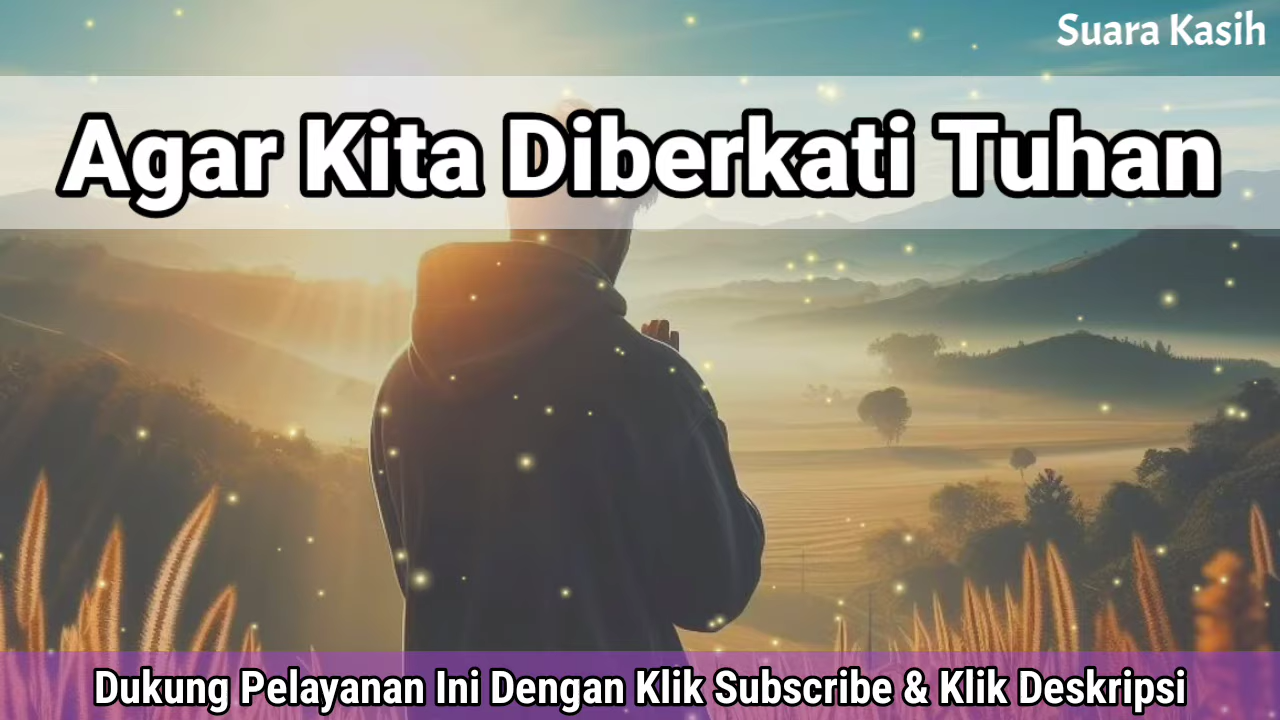 Suara Kasih
Agar Kita Diberkati Tuhan
Dukung Pelayanan Ini Dengan Klik Subscribe & Klik Deskripsi